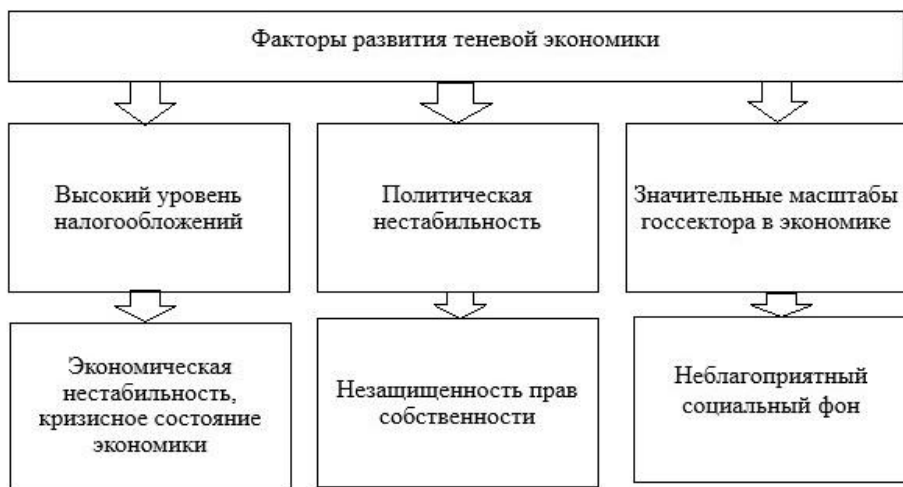 Факторы развития теневой экономики
Высокий уровень
налогообложений
Политическая
нестабильность
Значительные масштабы
госсектора в экономике
Экономическая
нестабильность,
кризисное состояние
экономики
Незащищенность прав
собственности
Неблагоприятный
социальный фон